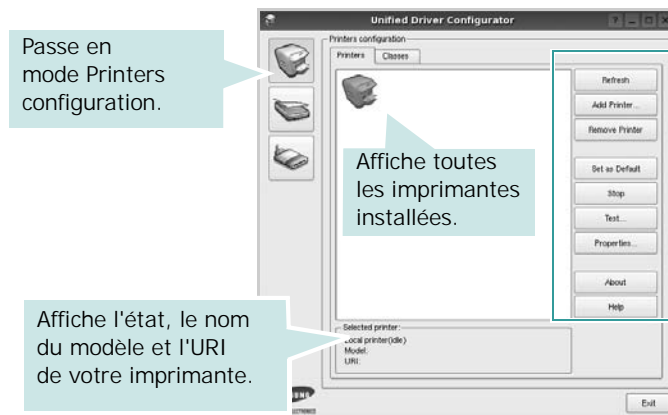 Unified Driver Configurator
Passe en
mode Printers
configuration.
Printers configuration
Printers
Classes
Refresh
Add Printer...
Remove Printer
Set as Default
Stop
Test...
Properties...
About
Help
Affiche toutes
les imprimantes
installées.
Affiche l'état, le nom
du modèle et l'URI
de votre imprimante.
Selected printer:
Local printer(idle)
Model:
URI:
Exit